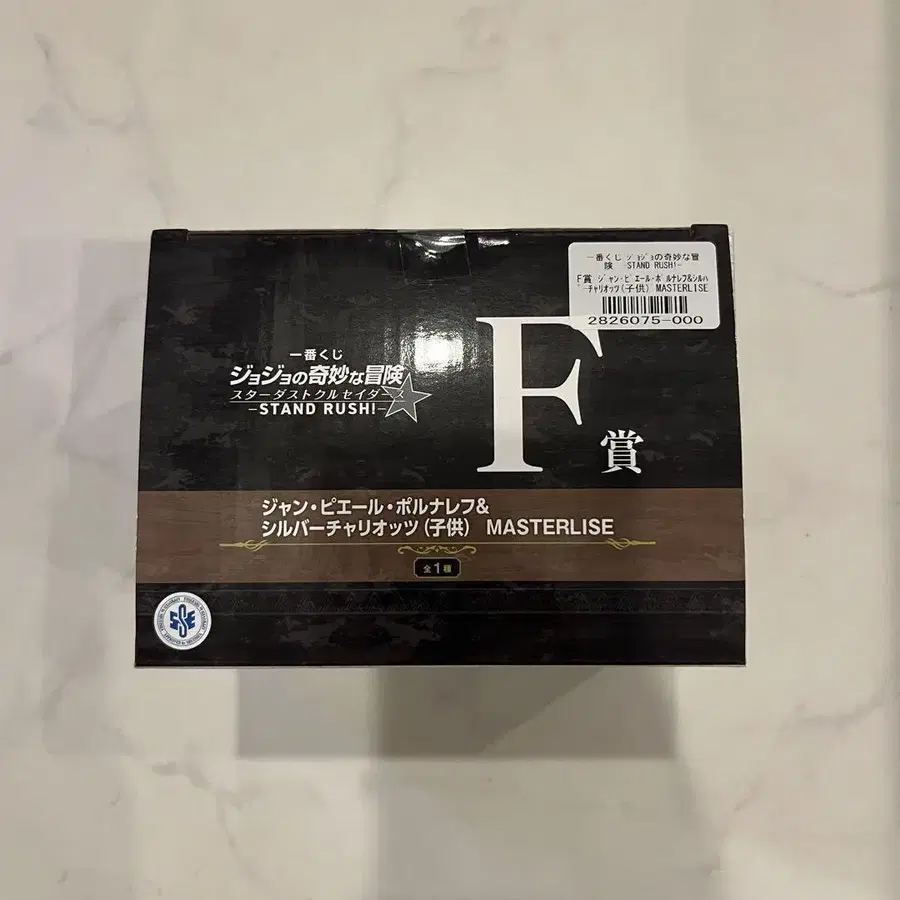 一番くじ ジョジョの奇妙な冒
険 -STAND RUSH!-
F賞 ジャン・ピエール・ポルナレフ&シルバ
ーチャリオッツ(子供) MASTERLISE
2826075-000
一番くじ
ジョジョの奇妙な冒険
スターダストクルセイダース
-STAND RUSH!-
F賞
ジャン・ピエール・ポルナレフ&
シルバーチャリオッツ(子供) MASTERLISE
全1種